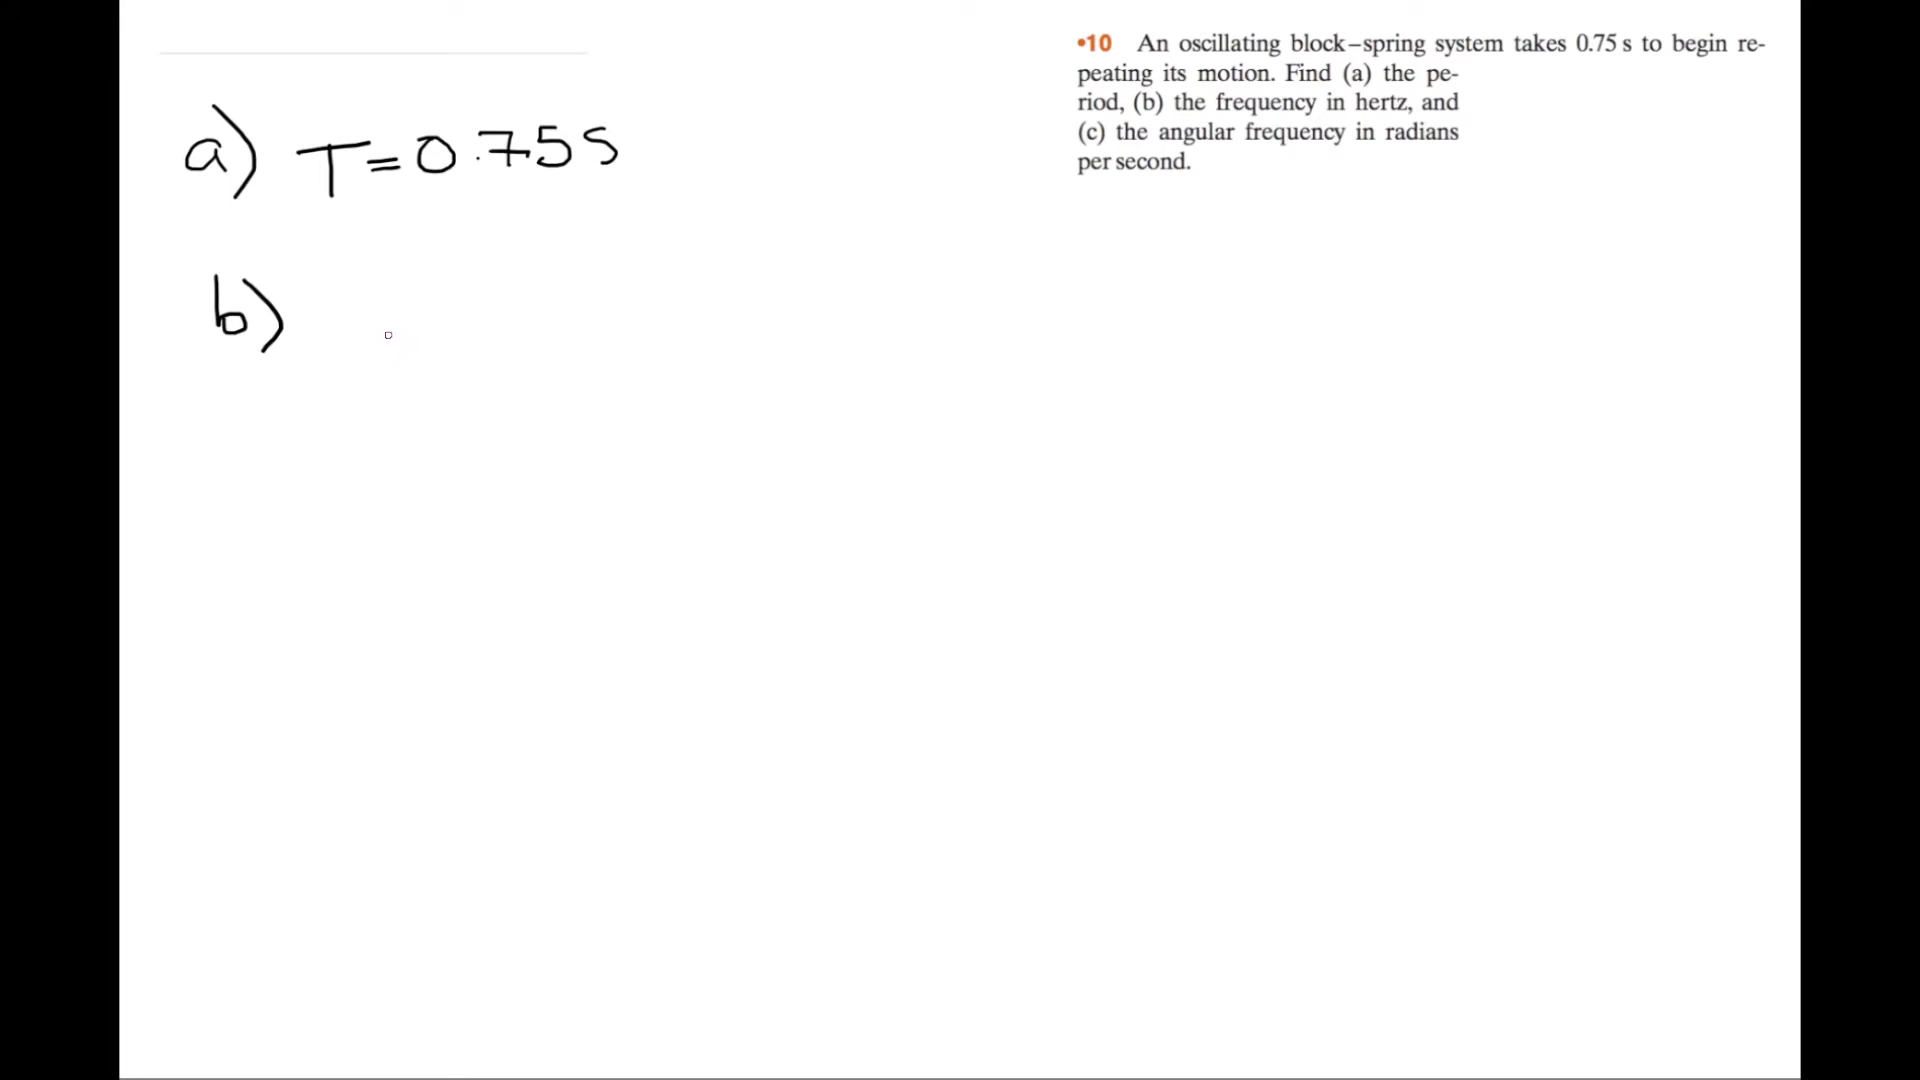 •10 An oscillating block–spring system takes 0.75 s to begin re-
peating its motion. Find (a) the pe-
riod, (b) the frequency in hertz, and
(c) the angular frequency in radians
per second.
a) T=0.75s
b)